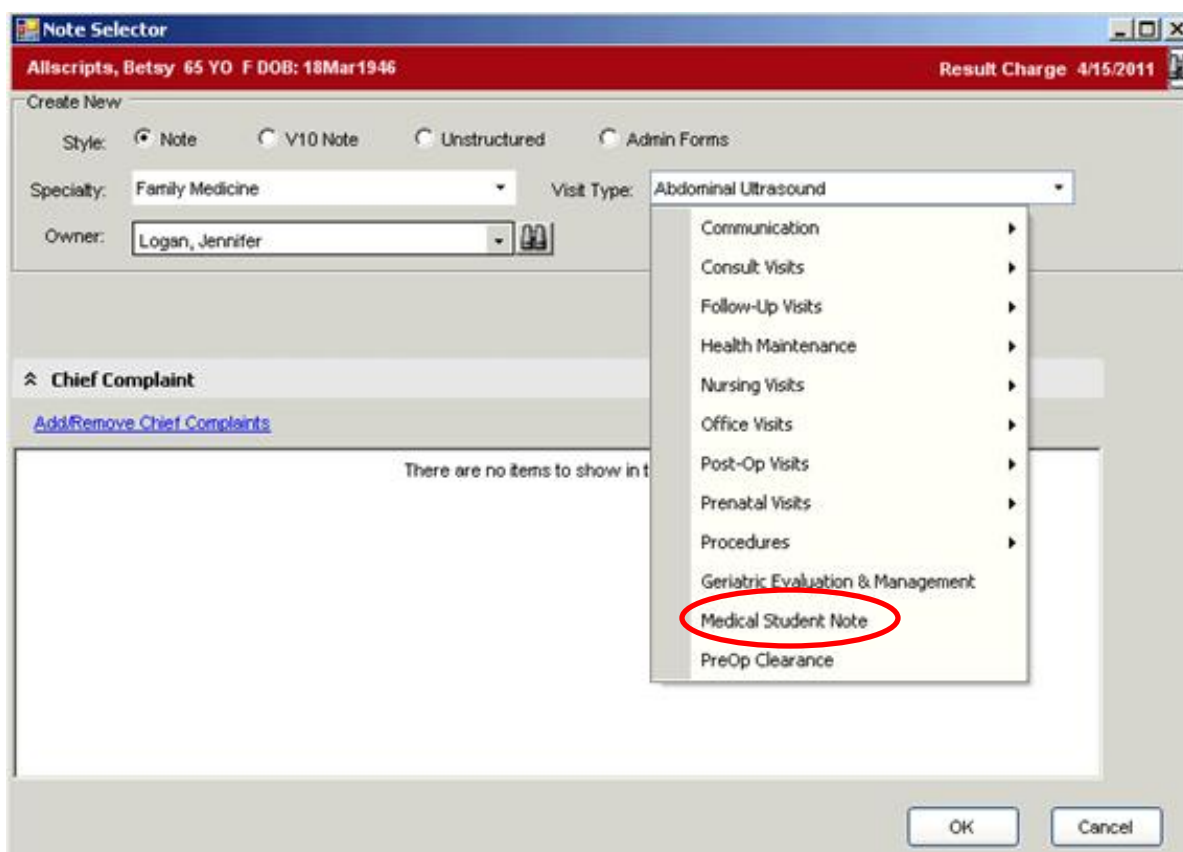 Note Selector
Allscripts, Betsy 65 YO F DOB: 18Mar1946 Result Charge 4/15/2011
Create New
Style: Note V10 Note Unstructured Admin Forms
Specialty: Family Medicine Visit Type: Abdominal Ultrasound
Owner: Logan, Jennifer
Communication
Consult Visits
Follow-Up Visits
Health Maintenance
Nursing Visits
Office Visits
Post-Op Visits
Prenatal Visits
Procedures
Geriatric Evaluation & Management
Medical Student Note
PreOp Clearance
Chief Complaint
Add/Remove Chief Complaints
There are no items to show in t
OK Cancel